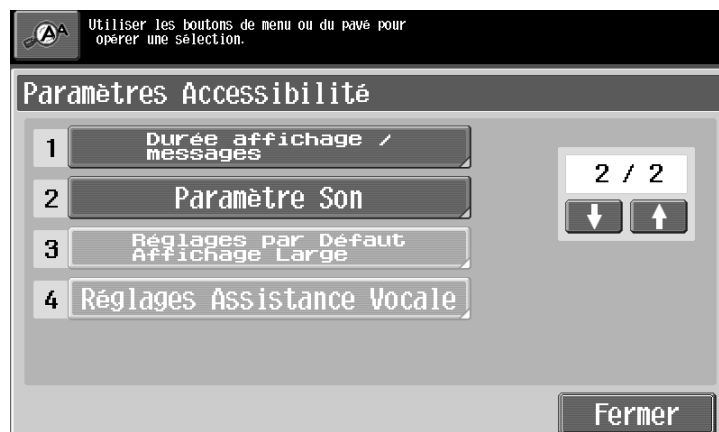 Utiliser les boutons de menu ou du pavé pour
opérer une sélection.
Paramètres Accessibilité
1 Durée affichage /
messages
2 / 2
2 Paramètre Son
3 Réglages par Défaut
Affichage Large
4 Réglages Assistance Vocale
Fermer